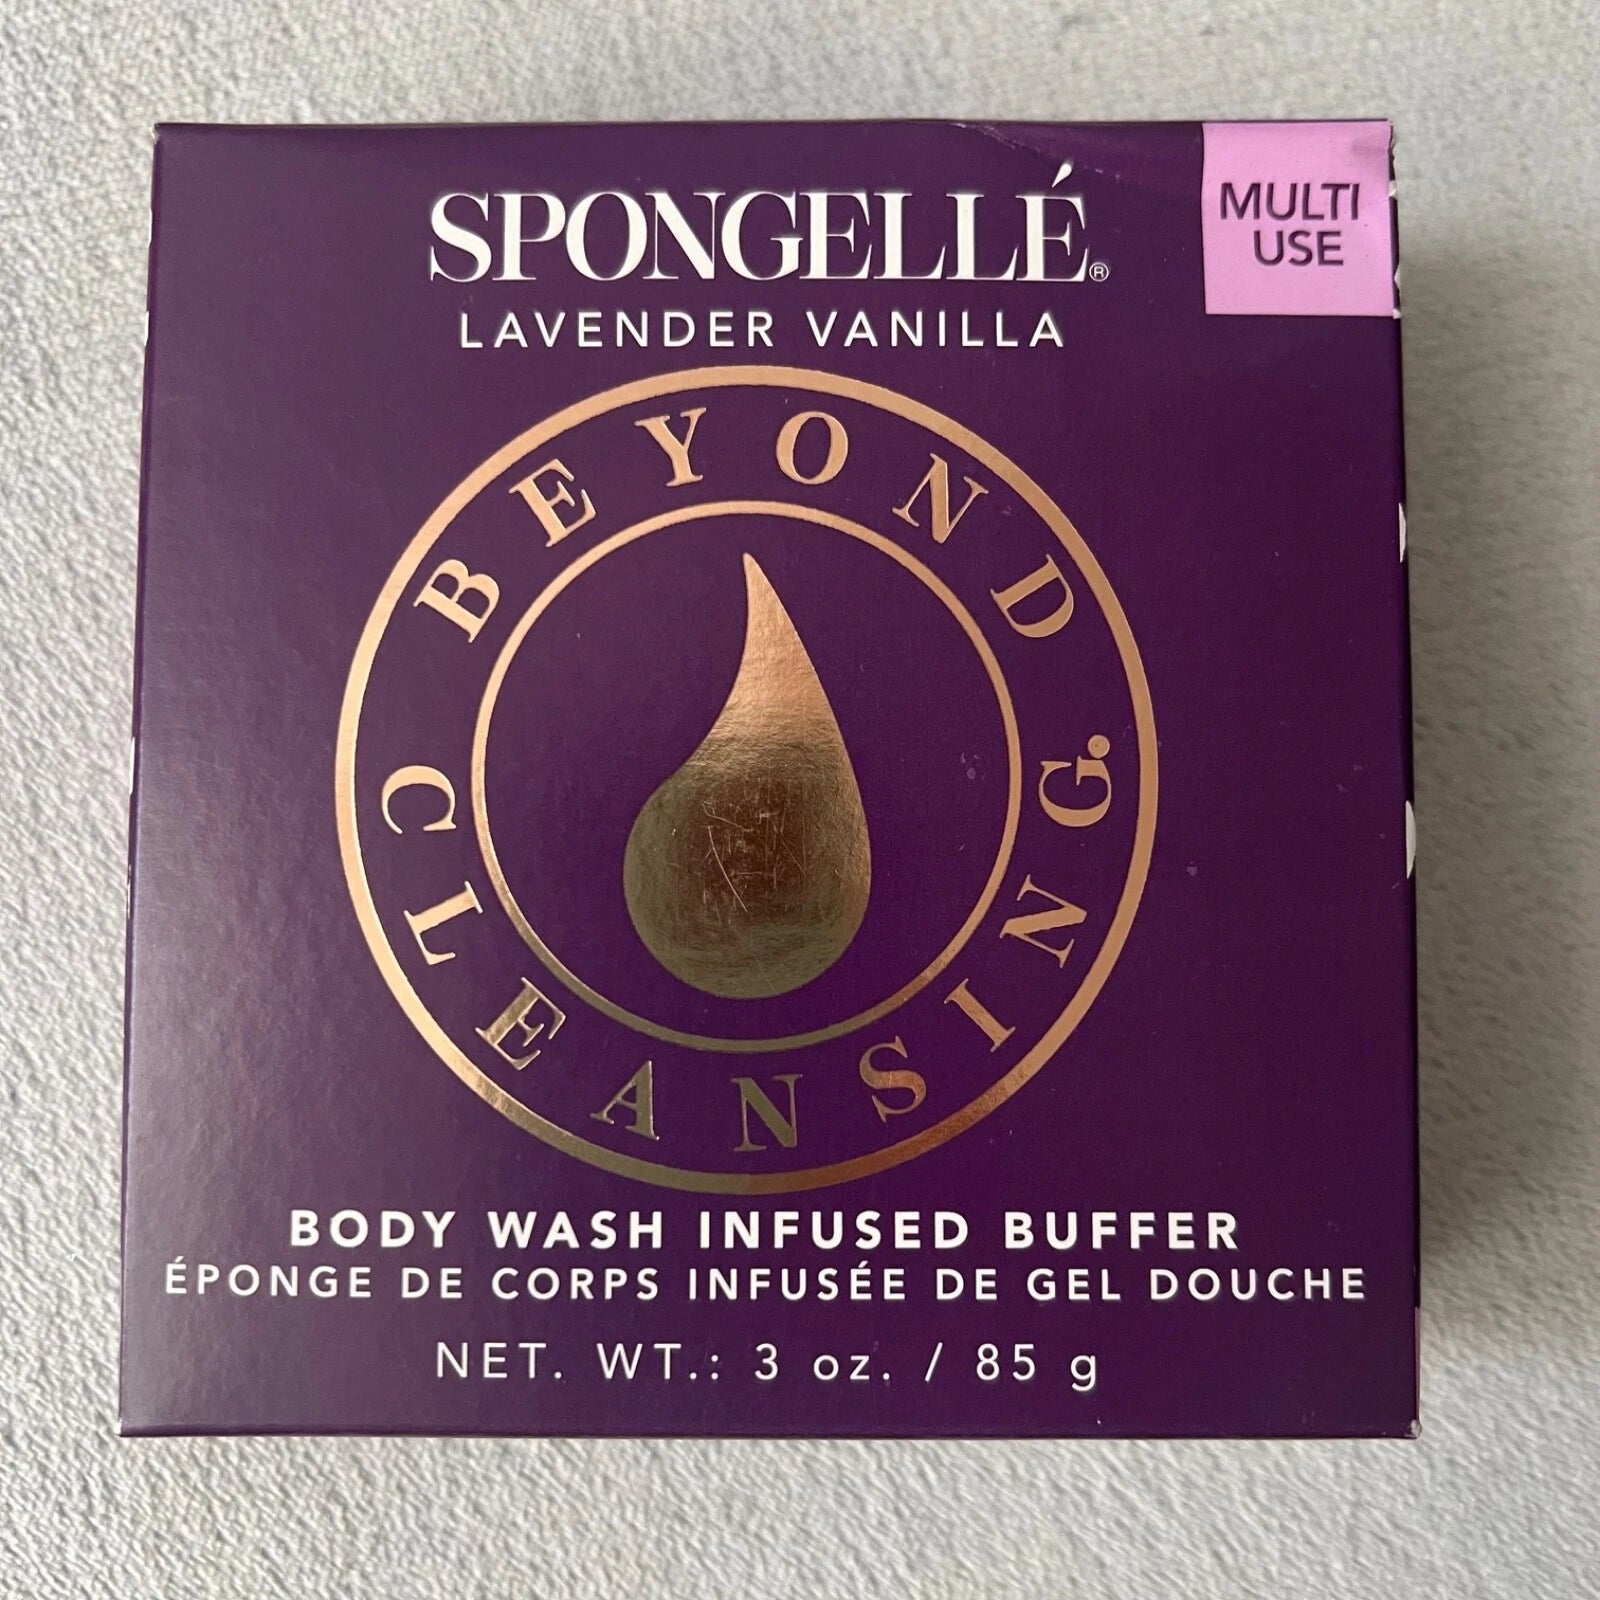 SPONGELLÉ®
LAVENDER VANILLA
MULTI
USE
BEYOND
CLEANSING.
BODY WASH INFUSED BUFFER
ÉPONGE DE CORPS INFUSÉE DE GEL DOUCHE
NET. WT.: 3 oz. / 85 g